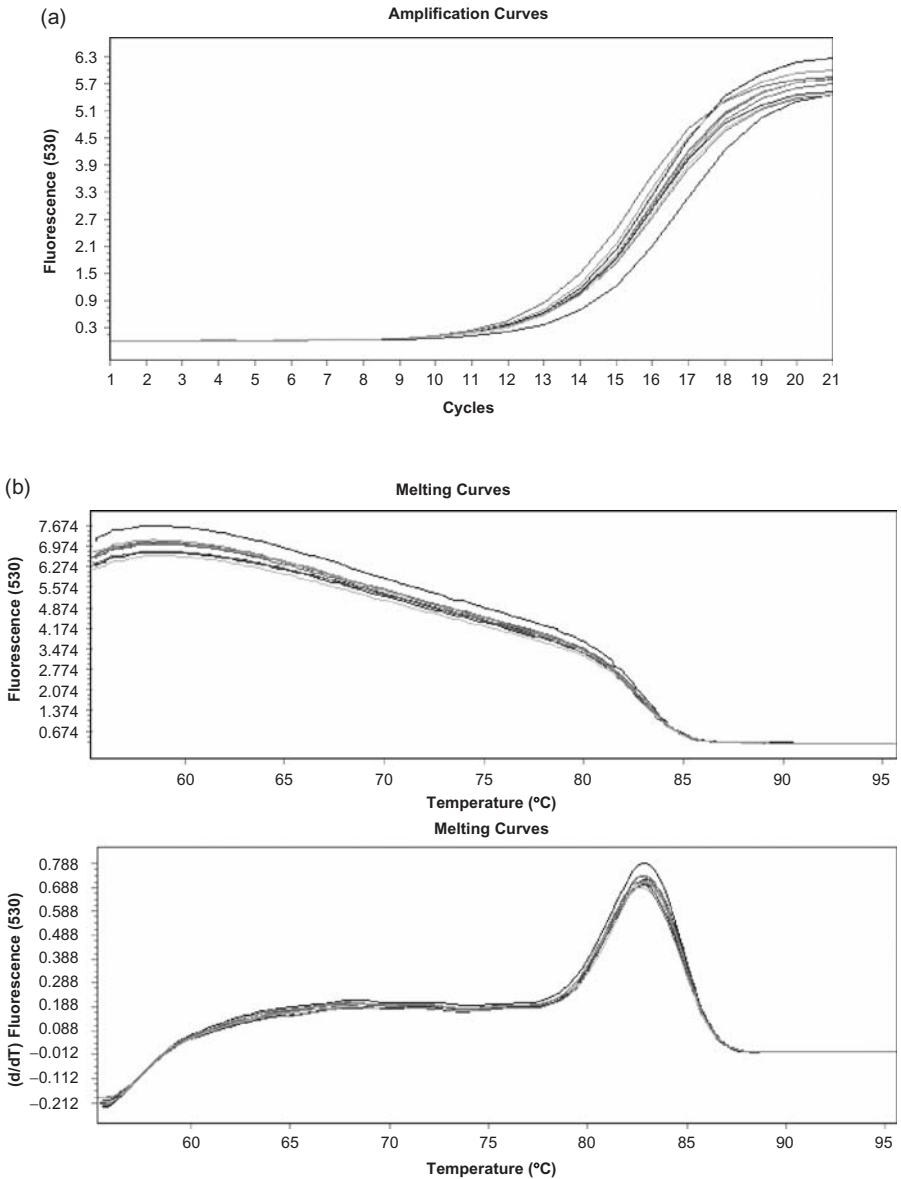 (a)
Amplification Curves
Fluorescence (530)
6.3
5.7
5.1
4.5
3.9
3.3
2.7
2.1
1.5
0.9
0.3
1 2 3 4 5 6 7 8 9 10 11 12 13 14 15 16 17 18 19 20 21
Cycles
(b)
Melting Curves
Fluorescence (530)
7.674
6.974
6.274
5.574
4.874
4.174
3.474
2.774
2.074
1.374
0.674
60 65 70 75 80 85 90 95
Temperature (°C)
Melting Curves
(d/dT) Fluorescence (530)
0.788
0.688
0.588
0.488
0.388
0.288
0.188
0.088
−0.012
−0.112
−0.212
60 65 70 75 80 85 90 95
Temperature (°C)